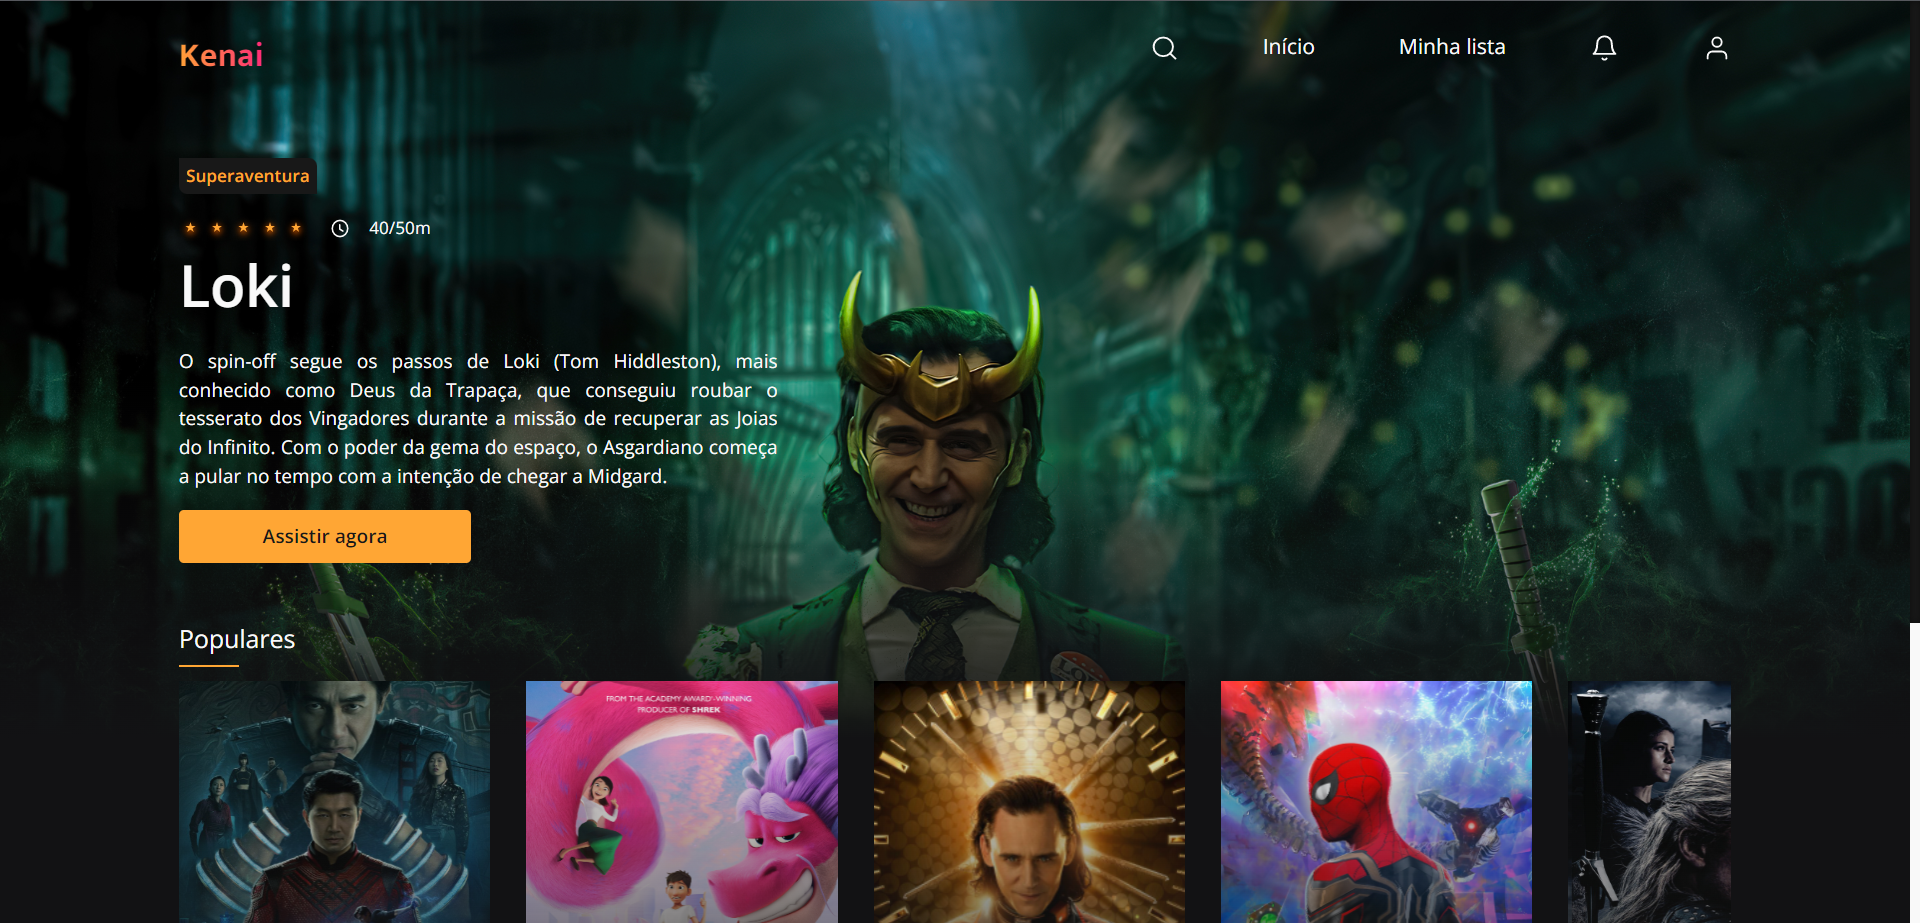 Kenai
Início
Minha lista
Superaventura
40/50m
Loki
O spin-off segue os passos de Loki (Tom Hiddleston), mais
conhecido como Deus da Trapaça, que conseguiu roubar o
tesserato dos Vingadores durante a missão de recuperar as Joias
do Infinito. Com o poder da gema do espaço, o Asgardiano começa
a pular no tempo com a intenção de chegar a Midgard.
Assistir agora
Populares
FROM THE ACADEMY AWARD®-WINNING
PRODUCER OF SHREK